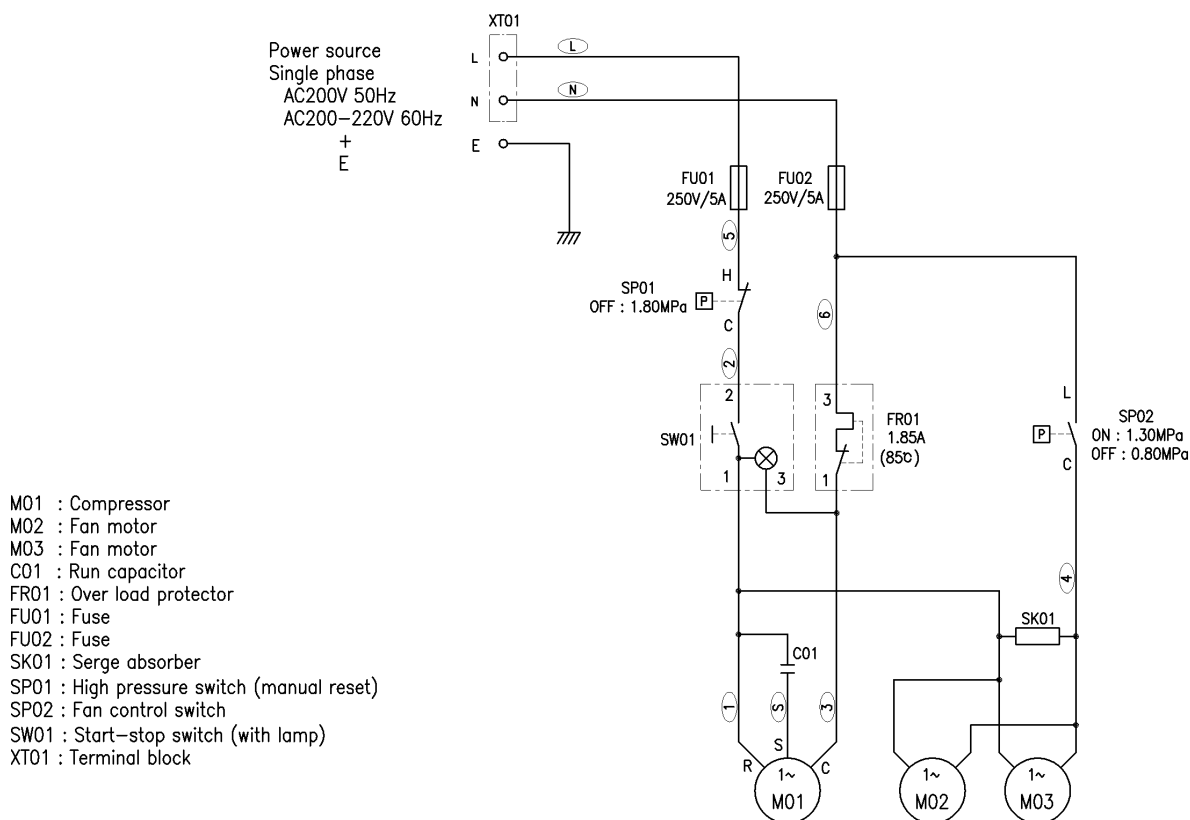 XT01
Power source
Single phase
AC200V 50Hz
AC200-220V 60Hz
+
E
L
N
E
L
N
FU01
250V/5A
FU02
250V/5A
5
H
SP01
OFF : 1.80MPa
P
C
6
2
2
SW01
1
3
3
FR01
1.85A
(85℃)
1
L
SP02
ON : 1.30MPa
OFF : 0.80MPa
P
C
4
SK01
C01
1
S
3
R
S
C
1~
M01
1~
M02
1~
M03
M01 : Compressor
M02 : Fan motor
M03 : Fan motor
C01 : Run capacitor
FR01 : Over load protector
FU01 : Fuse
FU02 : Fuse
SK01 : Serge absorber
SP01 : High pressure switch (manual reset)
SP02 : Fan control switch
SW01 : Start-stop switch (with lamp)
XT01 : Terminal block